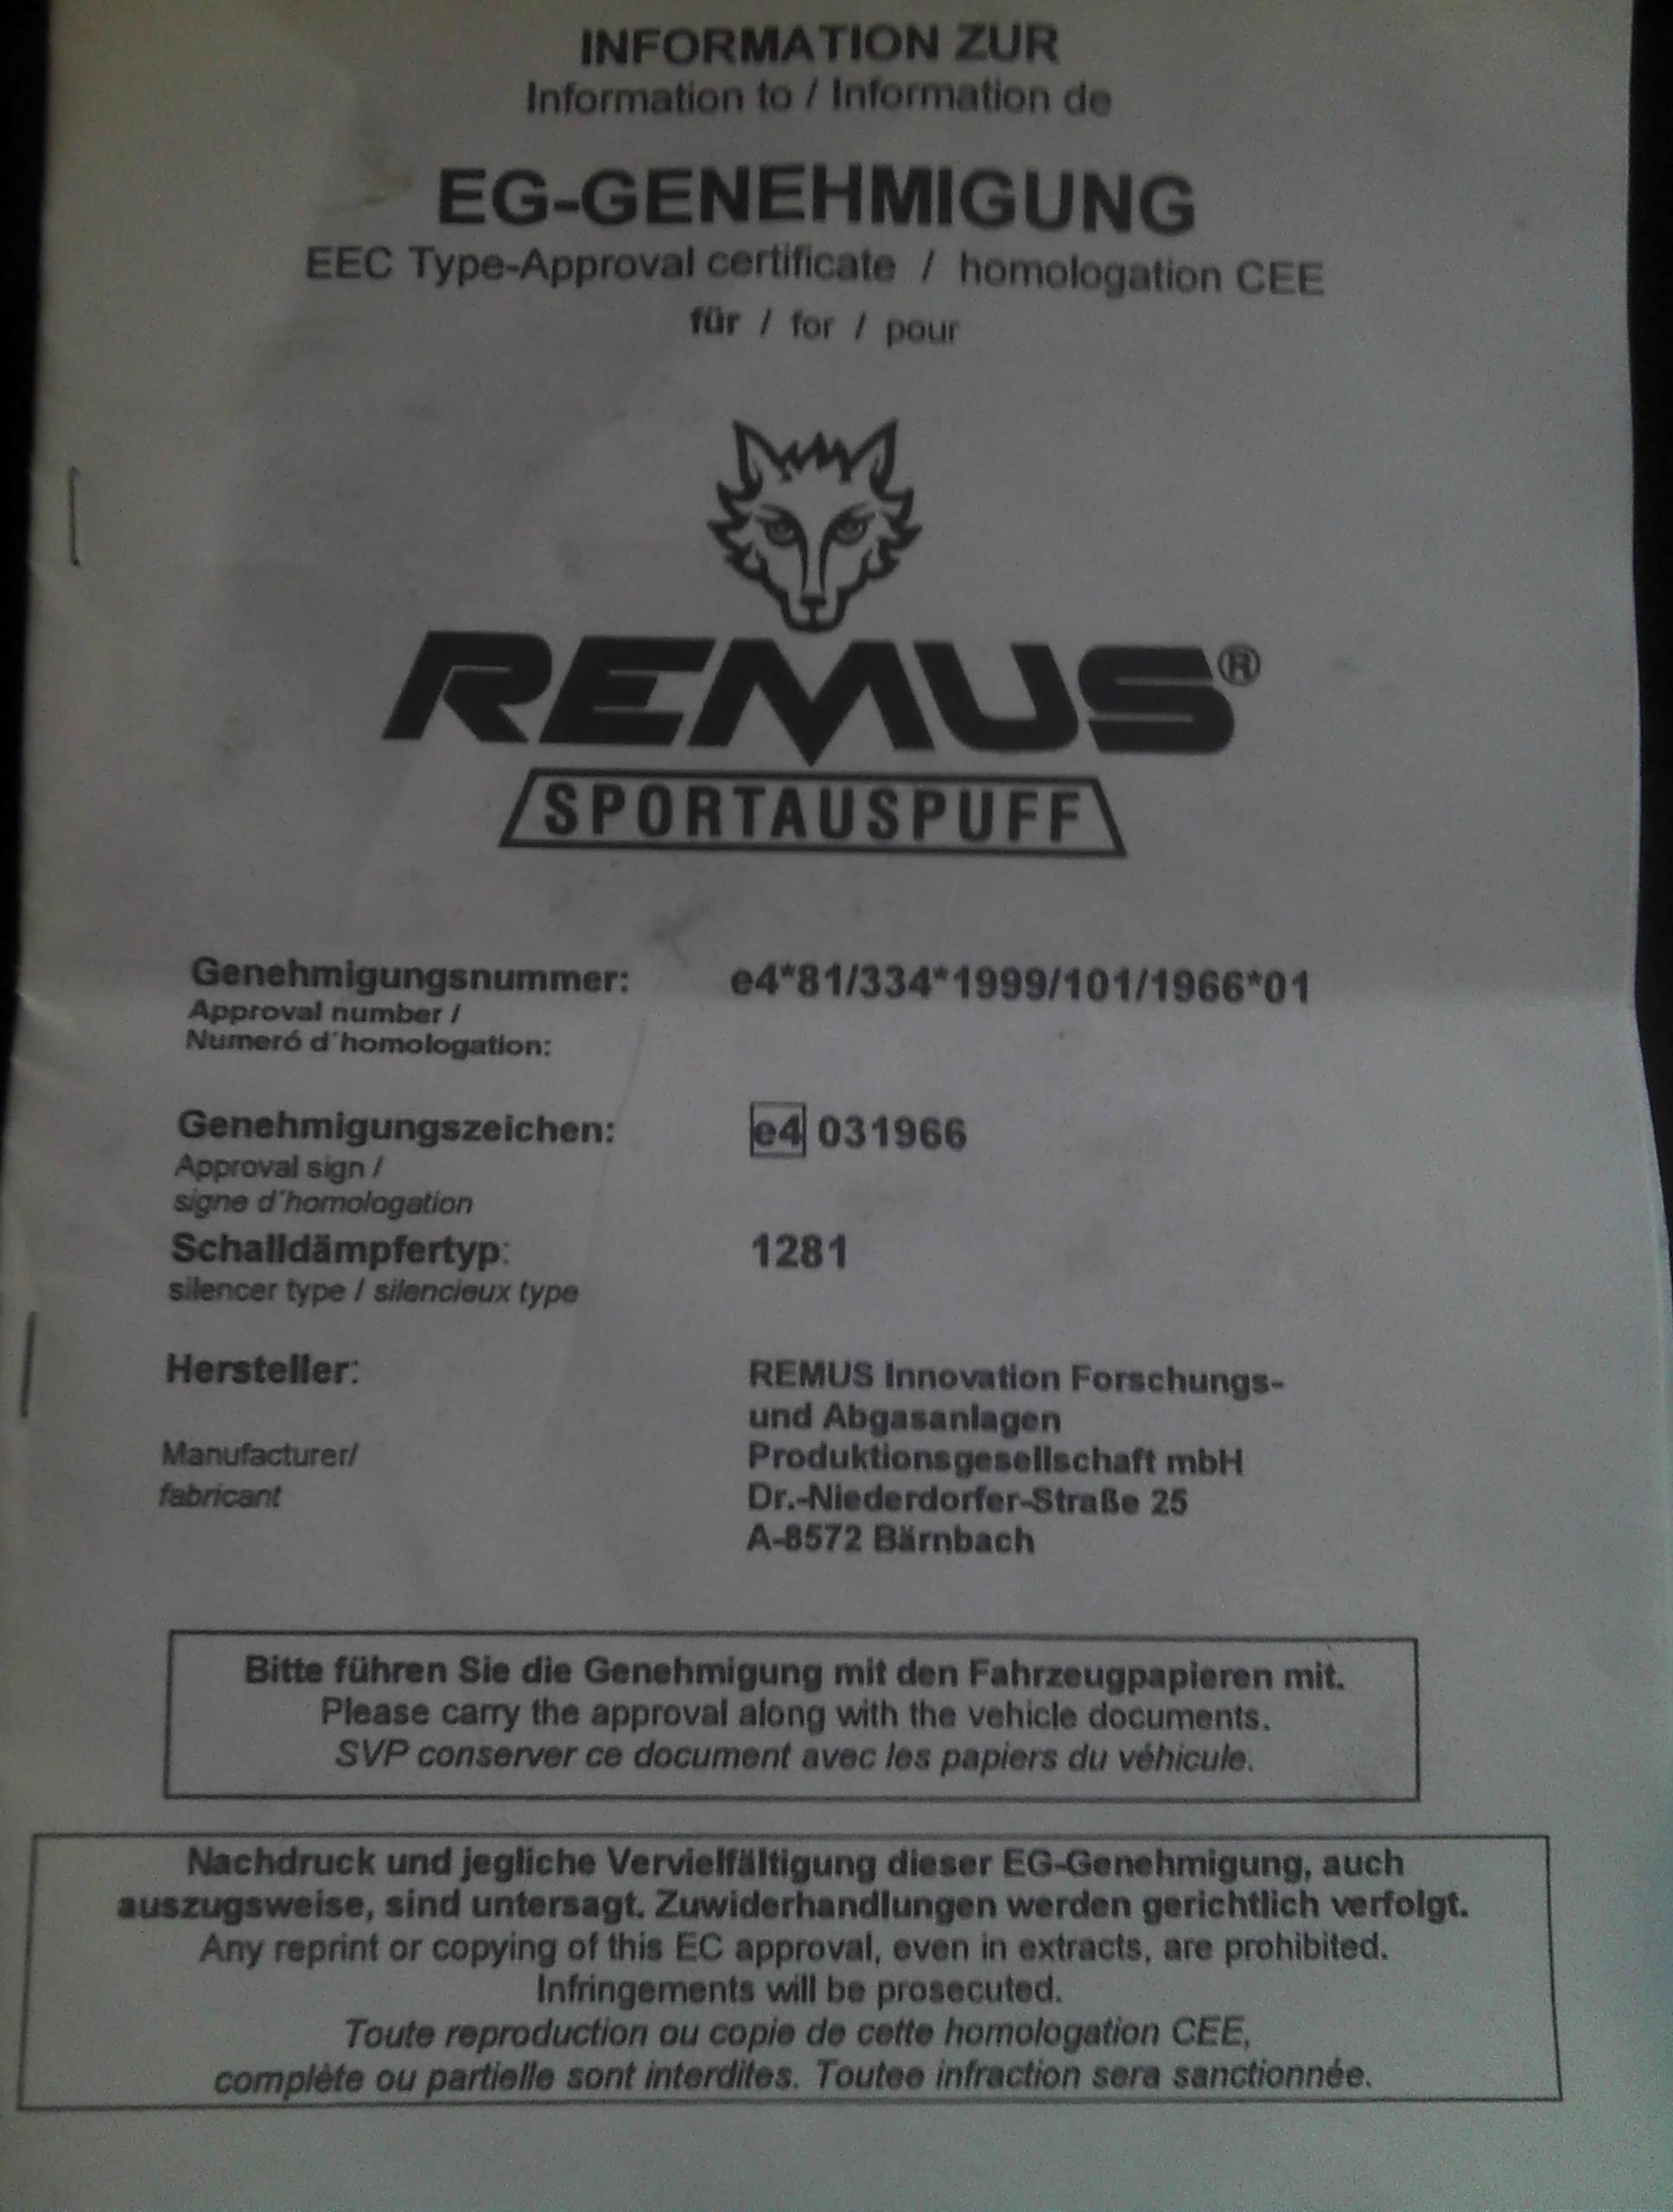 INFORMATION ZUR
Information to / Information de
EG-GENEHMIGUNG
EEC Type-Approval certificate / homologation CEE
für / for / pour
REMUS®
SPORTAUSPUFF
Genehmigungsnummer: e4*81/334*1999/101/1966*01
Approval number /
Numeró d´homologation:
Genehmigungszeichen: e4 031966
Approval sign /
signe d´homologation
Schalldämpfertyp: 1281
silencer type / silencieux type
Hersteller: REMUS Innovation Forschungs-
und Abgasanlagen
Manufacturer/ Produktionsgesellschaft mbH
fabricant Dr.-Niederdorfer-Straße 25
A-8572 Bärnbach
Bitte führen Sie die Genehmigung mit den Fahrzeugpapieren mit.
Please carry the approval along with the vehicle documents.
SVP conserver ce document avec les papiers du véhicule.
Nachdruck und jegliche Vervielfältigung dieser EG-Genehmigung, auch
auszugsweise, sind untersagt. Zuwiderhandlungen werden gerichtlich verfolgt.
Any reprint or copying of this EC approval, even in extracts, are prohibited.
Infringements will be prosecuted.
Toute reproduction ou copie de cette homologation CEE,
complète ou partielle sont interdites. Toutee infraction sera sanctionnée.